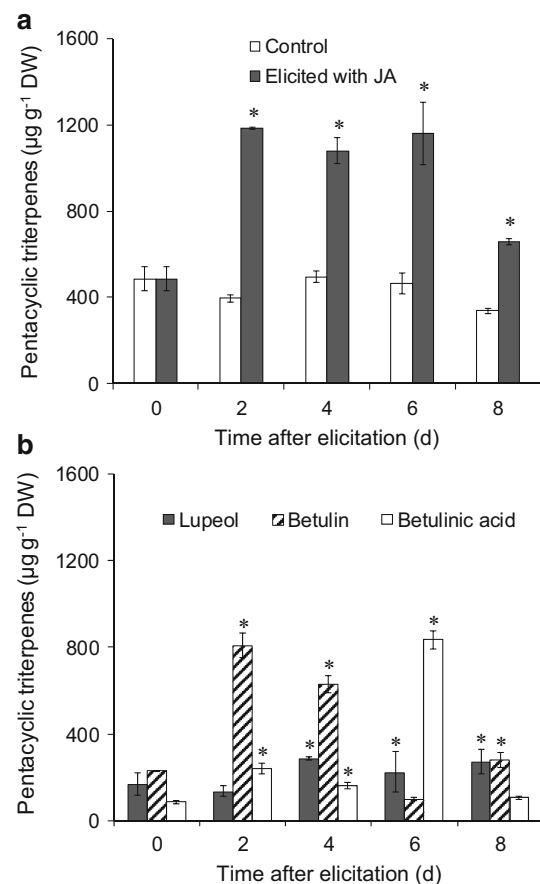 a
Pentacyclic triterpenes (µg g⁻¹ DW)
1600
1200
800
400
0
Control
Elicited with JA
*
*
*
*
0 2 4 6 8
Time after elicitation (d)
b
Pentacyclic triterpenes (µg g⁻¹ DW)
1600
1200
800
400
0
Lupeol Betulin Betulinic acid
*
*
*
*
*
*
*
*
*
0 2 4 6 8
Time after elicitation (d)